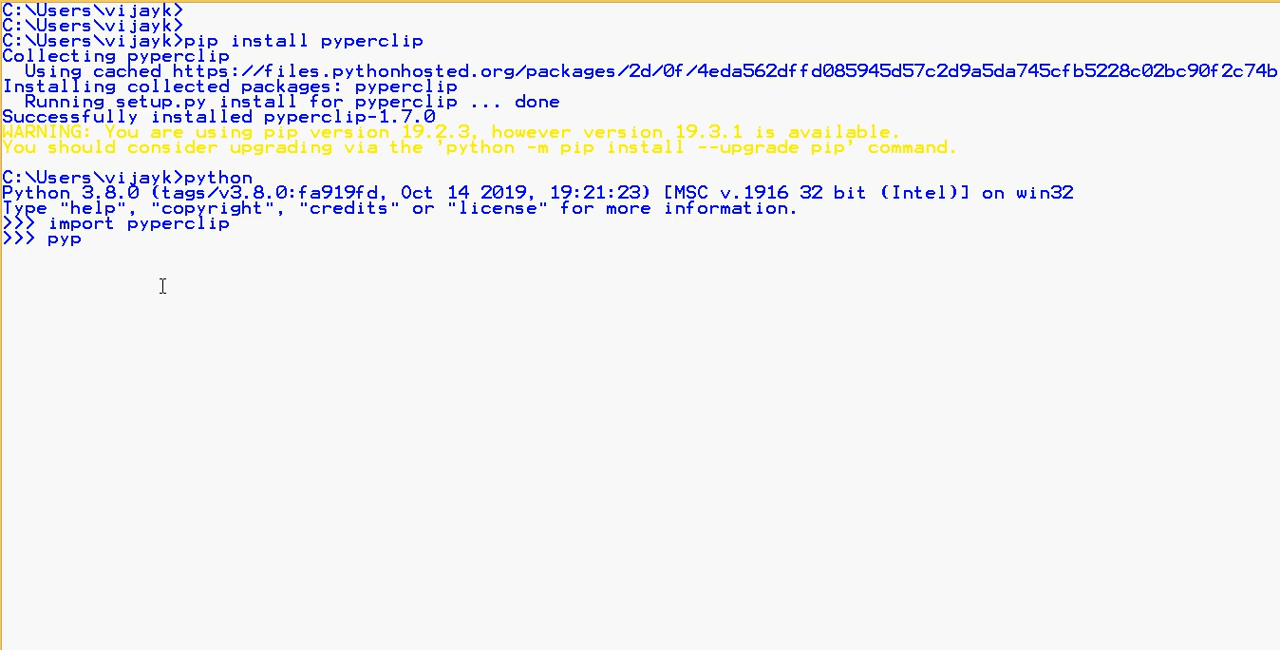 C:\Users\vijayk>
C:\Users\vijayk>
C:\Users\vijayk>pip install pyperclip
Collecting pyperclip
  Using cached https://files.pythonhosted.org/packages/2d/0f/4eda562dffd085945d57c2d9a5da745cfb5228c02bc90f2c74b
Installing collected packages: pyperclip
  Running setup.py install for pyperclip ... done
Successfully installed pyperclip-1.7.0
WARNING: You are using pip version 19.2.3, however version 19.3.1 is available.
You should consider upgrading via the 'python -m pip install --upgrade pip' command.
C:\Users\vijayk>python
Python 3.8.0 (tags/v3.8.0:fa919fd, Oct 14 2019, 19:21:23) [MSC v.1916 32 bit (Intel)] on win32
Type "help", "copyright", "credits" or "license" for more information.
>>> import pyperclip
>>> pyp